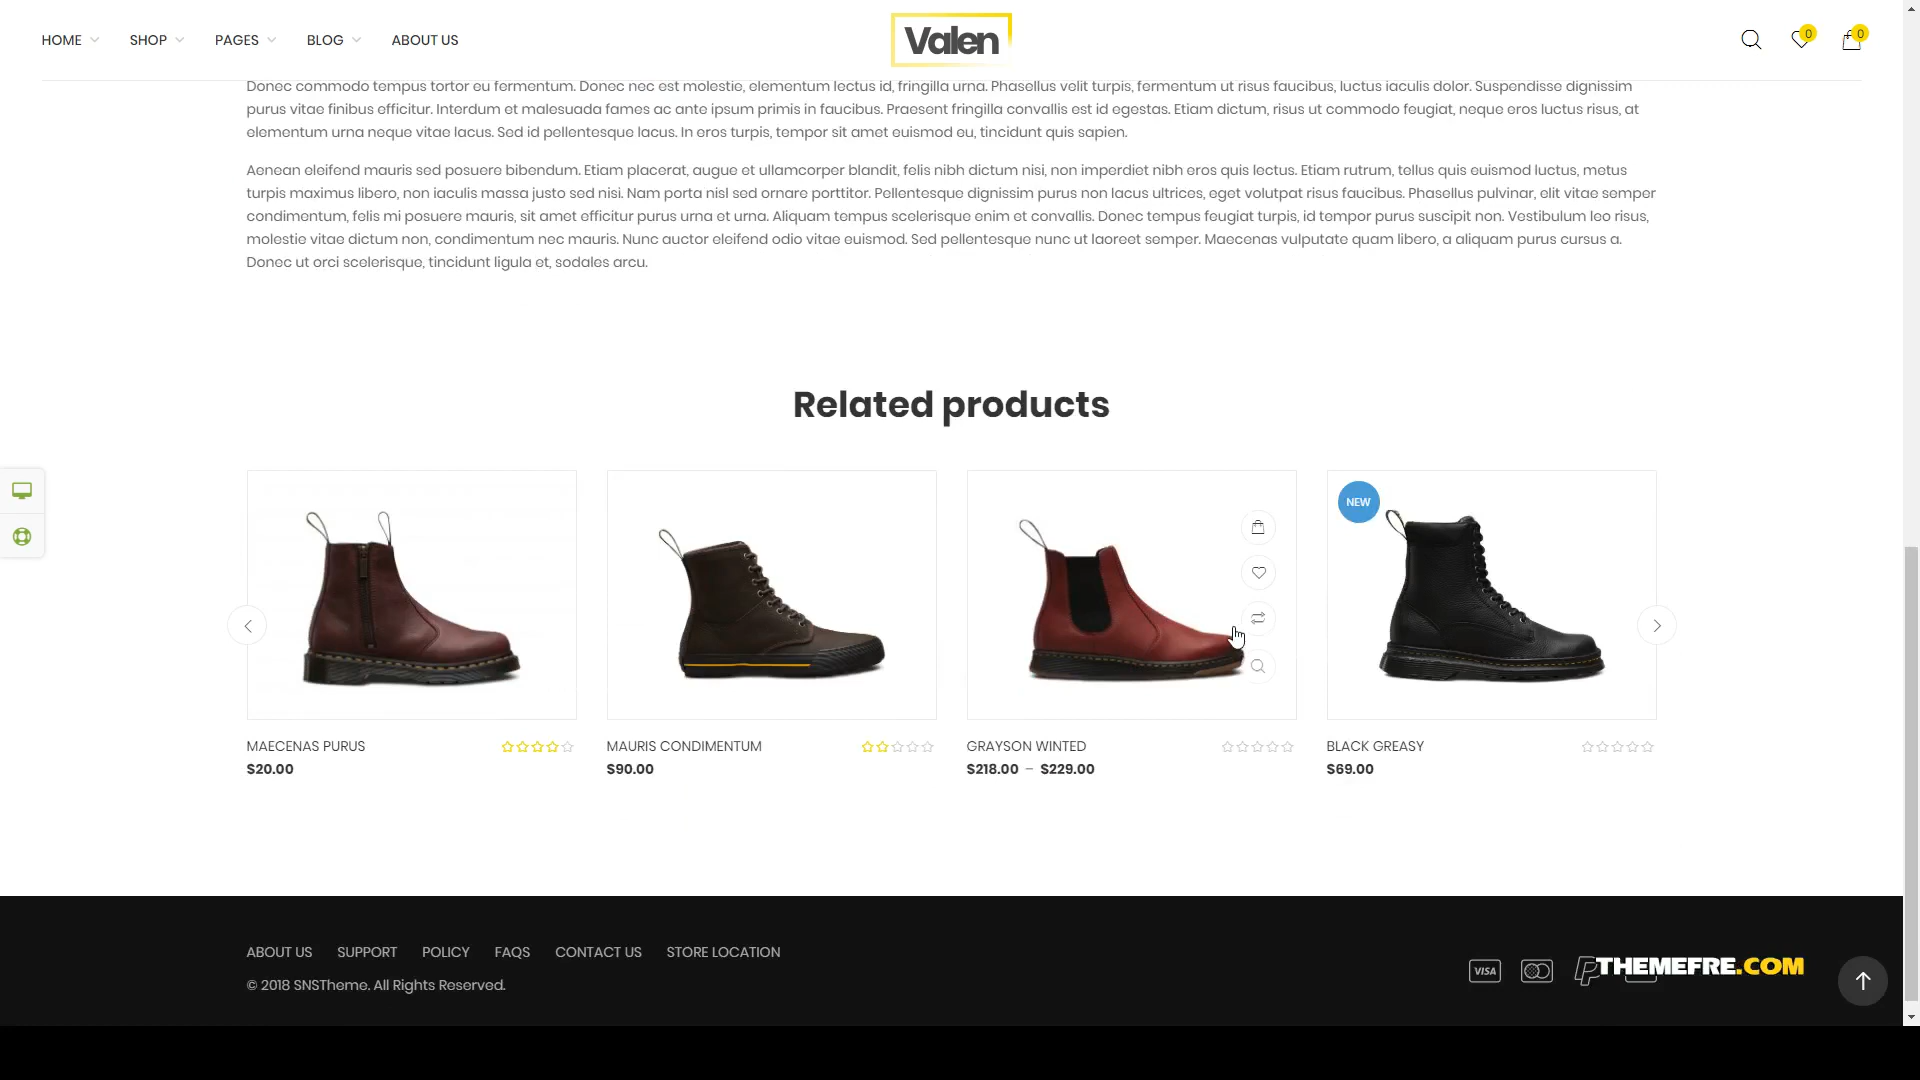 HOME SHOP PAGES BLOG ABOUT US
Valen
0 0
Donec commodo tempus tortor eu fermentum. Donec nec est molestie, elementum lectus id, fringilla urna. Phasellus velit turpis, fermentum ut risus faucibus, luctus iaculis dolor. Suspendisse dignissim
purus vitae finibus efficitur. Interdum et malesuada fames ac ante ipsum primis in faucibus. Praesent fringilla convallis est id egestas. Etiam dictum, risus ut commodo feugiat, neque eros luctus risus, at
elementum urna neque vitae lacus. Sed id pellentesque lacus. In eros turpis, tempor sit amet euismod eu, tincidunt quis sapien.
Aenean eleifend mauris sed posuere bibendum. Etiam placerat, augue et ullamcorper blandit, felis nibh dictum nisi, non imperdiet nibh eros quis lectus. Etiam rutrum, tellus quis euismod luctus, metus
turpis maximus libero, non iaculis massa justo sed nisi. Nam porta nisl sed ornare porttitor. Pellentesque dignissim purus non lacus ultrices, eget volutpat risus faucibus. Phasellus pulvinar, elit vitae semper
condimentum, felis mi posuere mauris, sit amet efficitur purus urna et urna. Aliquam tempus scelerisque enim et convallis. Donec tempus feugiat turpis, id tempor purus suscipit non. Vestibulum leo risus,
molestie vitae dictum non, condimentum nec mauris. Nunc auctor eleifend odio vitae euismod. Sed pellentesque nunc ut laoreet semper. Maecenas vulputate quam libero, a aliquam purus cursus a.
Donec ut orci scelerisque, tincidunt ligula et, sodales arcu.
Related products
NEW
MAECENAS PURUS
$20.00
MAURIS CONDIMENTUM
$90.00
GRAYSON WINTED
$218.00 – $229.00
BLACK GREASY
$69.00
ABOUT US SUPPORT POLICY FAQS CONTACT US STORE LOCATION
© 2018 SNSTheme. All Rights Reserved.
VISA
THEMEFRE.COM